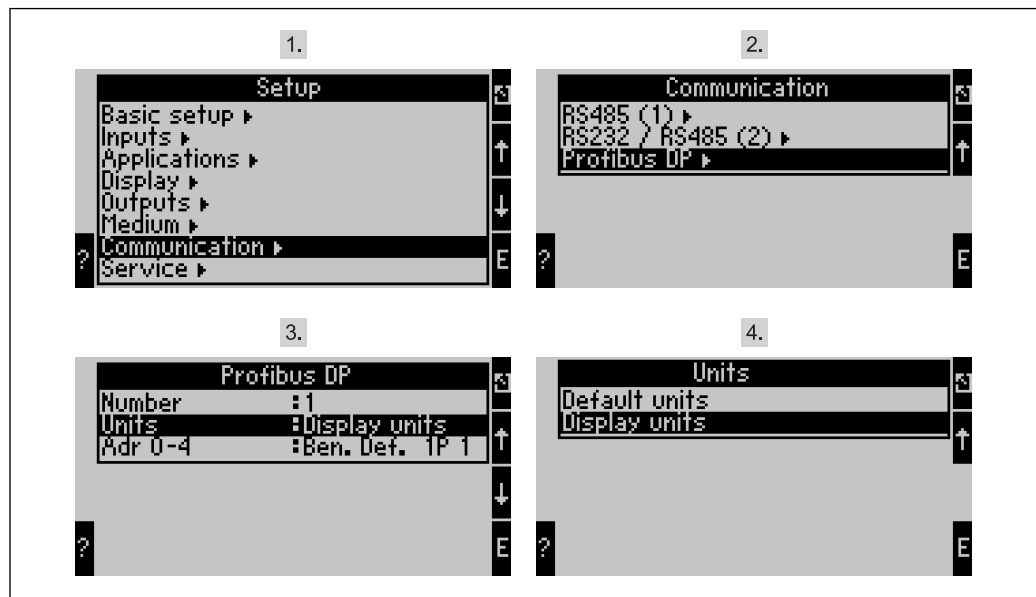 1.
Setup
Basic setup ▸
Inputs ▸
Applications ▸
Display ▸
Outputs ▸
Medium ▸
Communication ▸
Service ▸
?
↑
↓
E
2.
Communication
RS485 (1) ▸
RS232 / RS485 (2) ▸
Profibus DP ▸
?
↑
E
3.
Profibus DP
Number :1
Units :Display units
Adr 0-4 :Ben. Def. 1P 1
?
↑
↓
E
4.
Units
Default units
Display units
?
↑
E